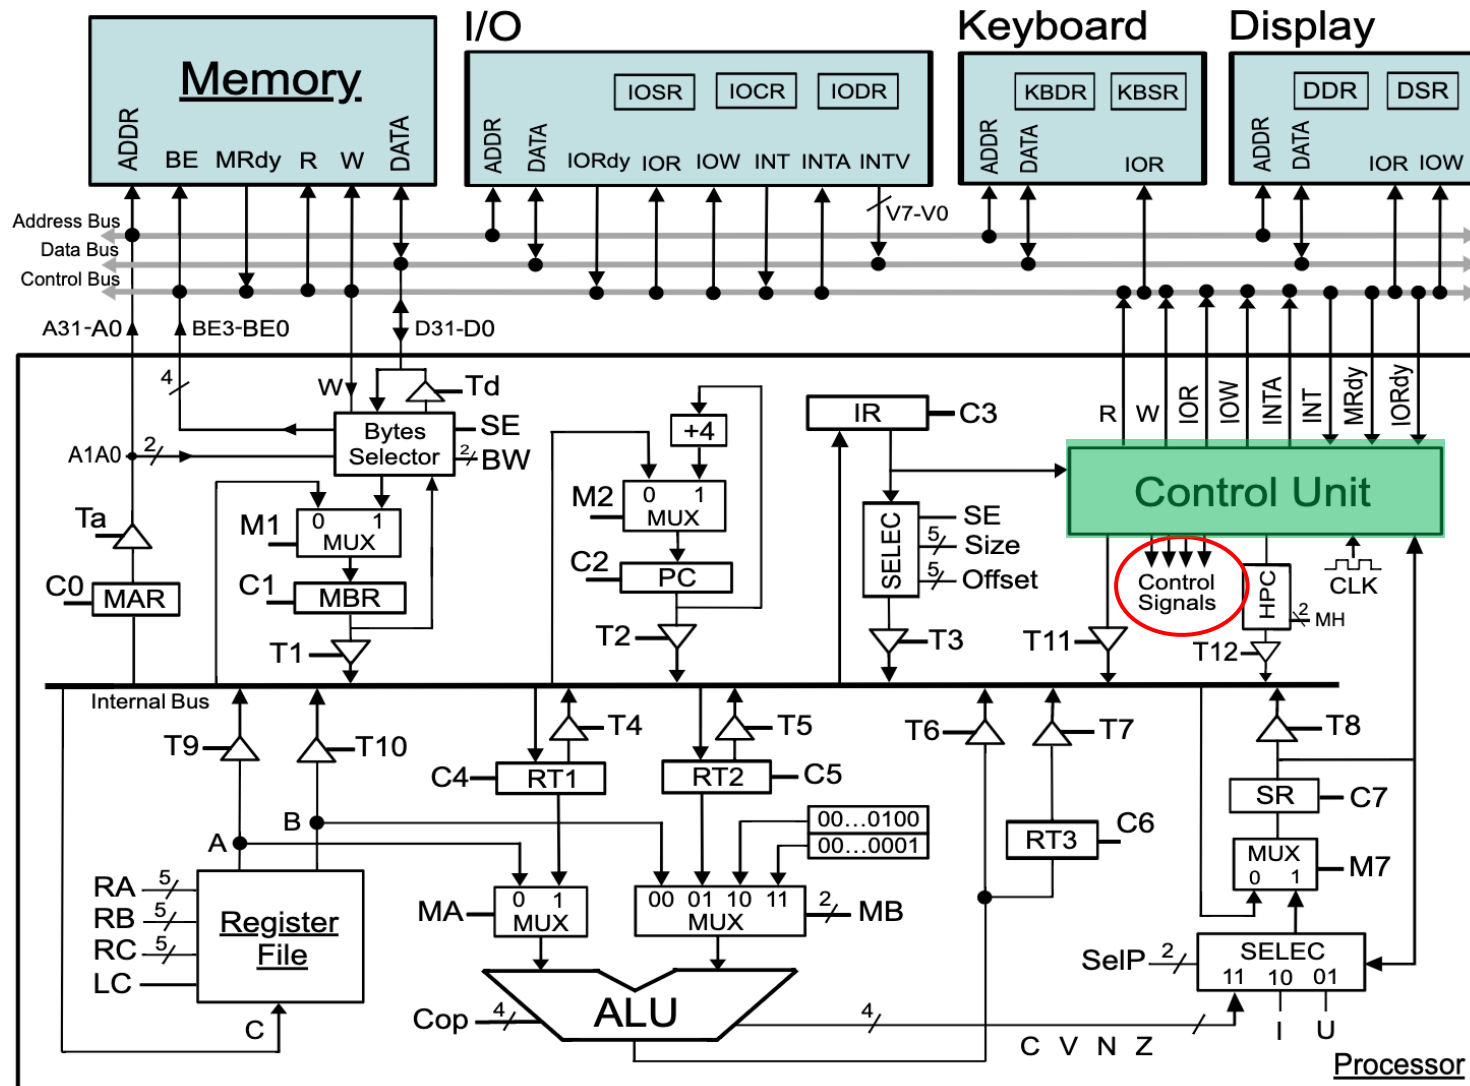 I/O
Keyboard
Display
Memory
IOSR
IOCR
IODR
KBDR
KBSR
DDR
DSR
ADDR
BE
MRdy
R
W
DATA
ADDR
DATA
IORdy
IOR
IOW
INT
INTA
INTV
ADDR
DATA
IOR
ADDR
DATA
IOR
IOW
V7-V0
Address Bus
Data Bus
Control Bus
A31-A0
BE3-BE0
D31-D0
4
W
Td
SE
Bytes
Selector
2
BW
A1A0
2
+4
IR
C3
R
W
IOR
IOW
INTA
INT
MRdy
IORdy
Control Unit
Ta
M1
0 1
MUX
M2
0 1
MUX
SELEC
SE
5
Size
5
Offset
Control
Signals
HPC
2
MH
CLK
C0
MAR
C1
MBR
C2
PC
T1
T2
T3
T11
T12
Internal Bus
T9
T10
T4
T5
T6
T7
T8
C4
RT1
RT2
C5
SR
C7
00...0100
00...0001
RT3
C6
A
B
MUX
0 1
M7
RA
5
RB
5
RC
5
LC
Register
File
C
MA
0 1
MUX
00 01 10 11
MUX
2
MB
SelP
2
SELEC
11 10 01
I
U
Cop
4
ALU
4
C V N Z
Processor